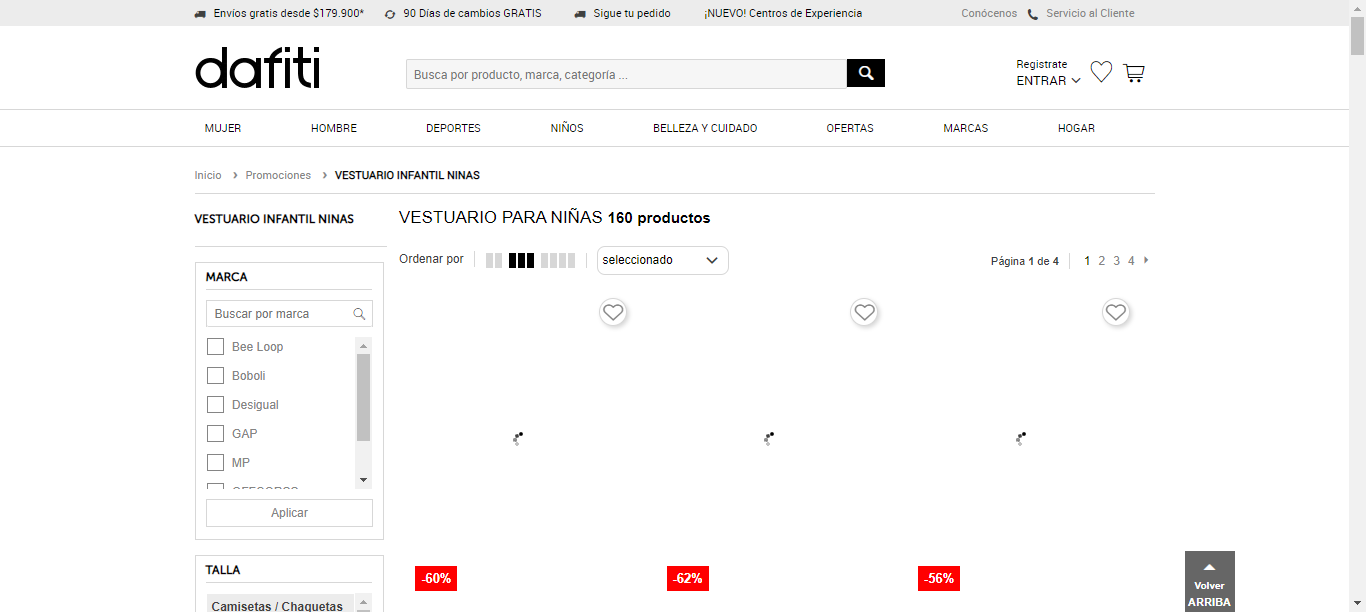 Envíos gratis desde $179.900* 90 Días de cambios GRATIS Sigue tu pedido ¡NUEVO! Centros de Experiencia Conócenos Servicio al Cliente
dafiti
Busca por producto, marca, categoría ...
Registrate
ENTRAR
MUJER HOMBRE DEPORTES NIÑOS BELLEZA Y CUIDADO OFERTAS MARCAS HOGAR
Inicio › Promociones › VESTUARIO INFANTIL NINAS
VESTUARIO INFANTIL NINAS
VESTUARIO PARA NIÑAS 160 productos
Ordenar por seleccionado Página 1 de 4 1 2 3 4
MARCA
Buscar por marca
Bee Loop
Boboli
Desigual
GAP
MP
Aplicar
TALLA
Camisetas / Chaquetas
-60% -62% -56%
Volver
ARRIBA